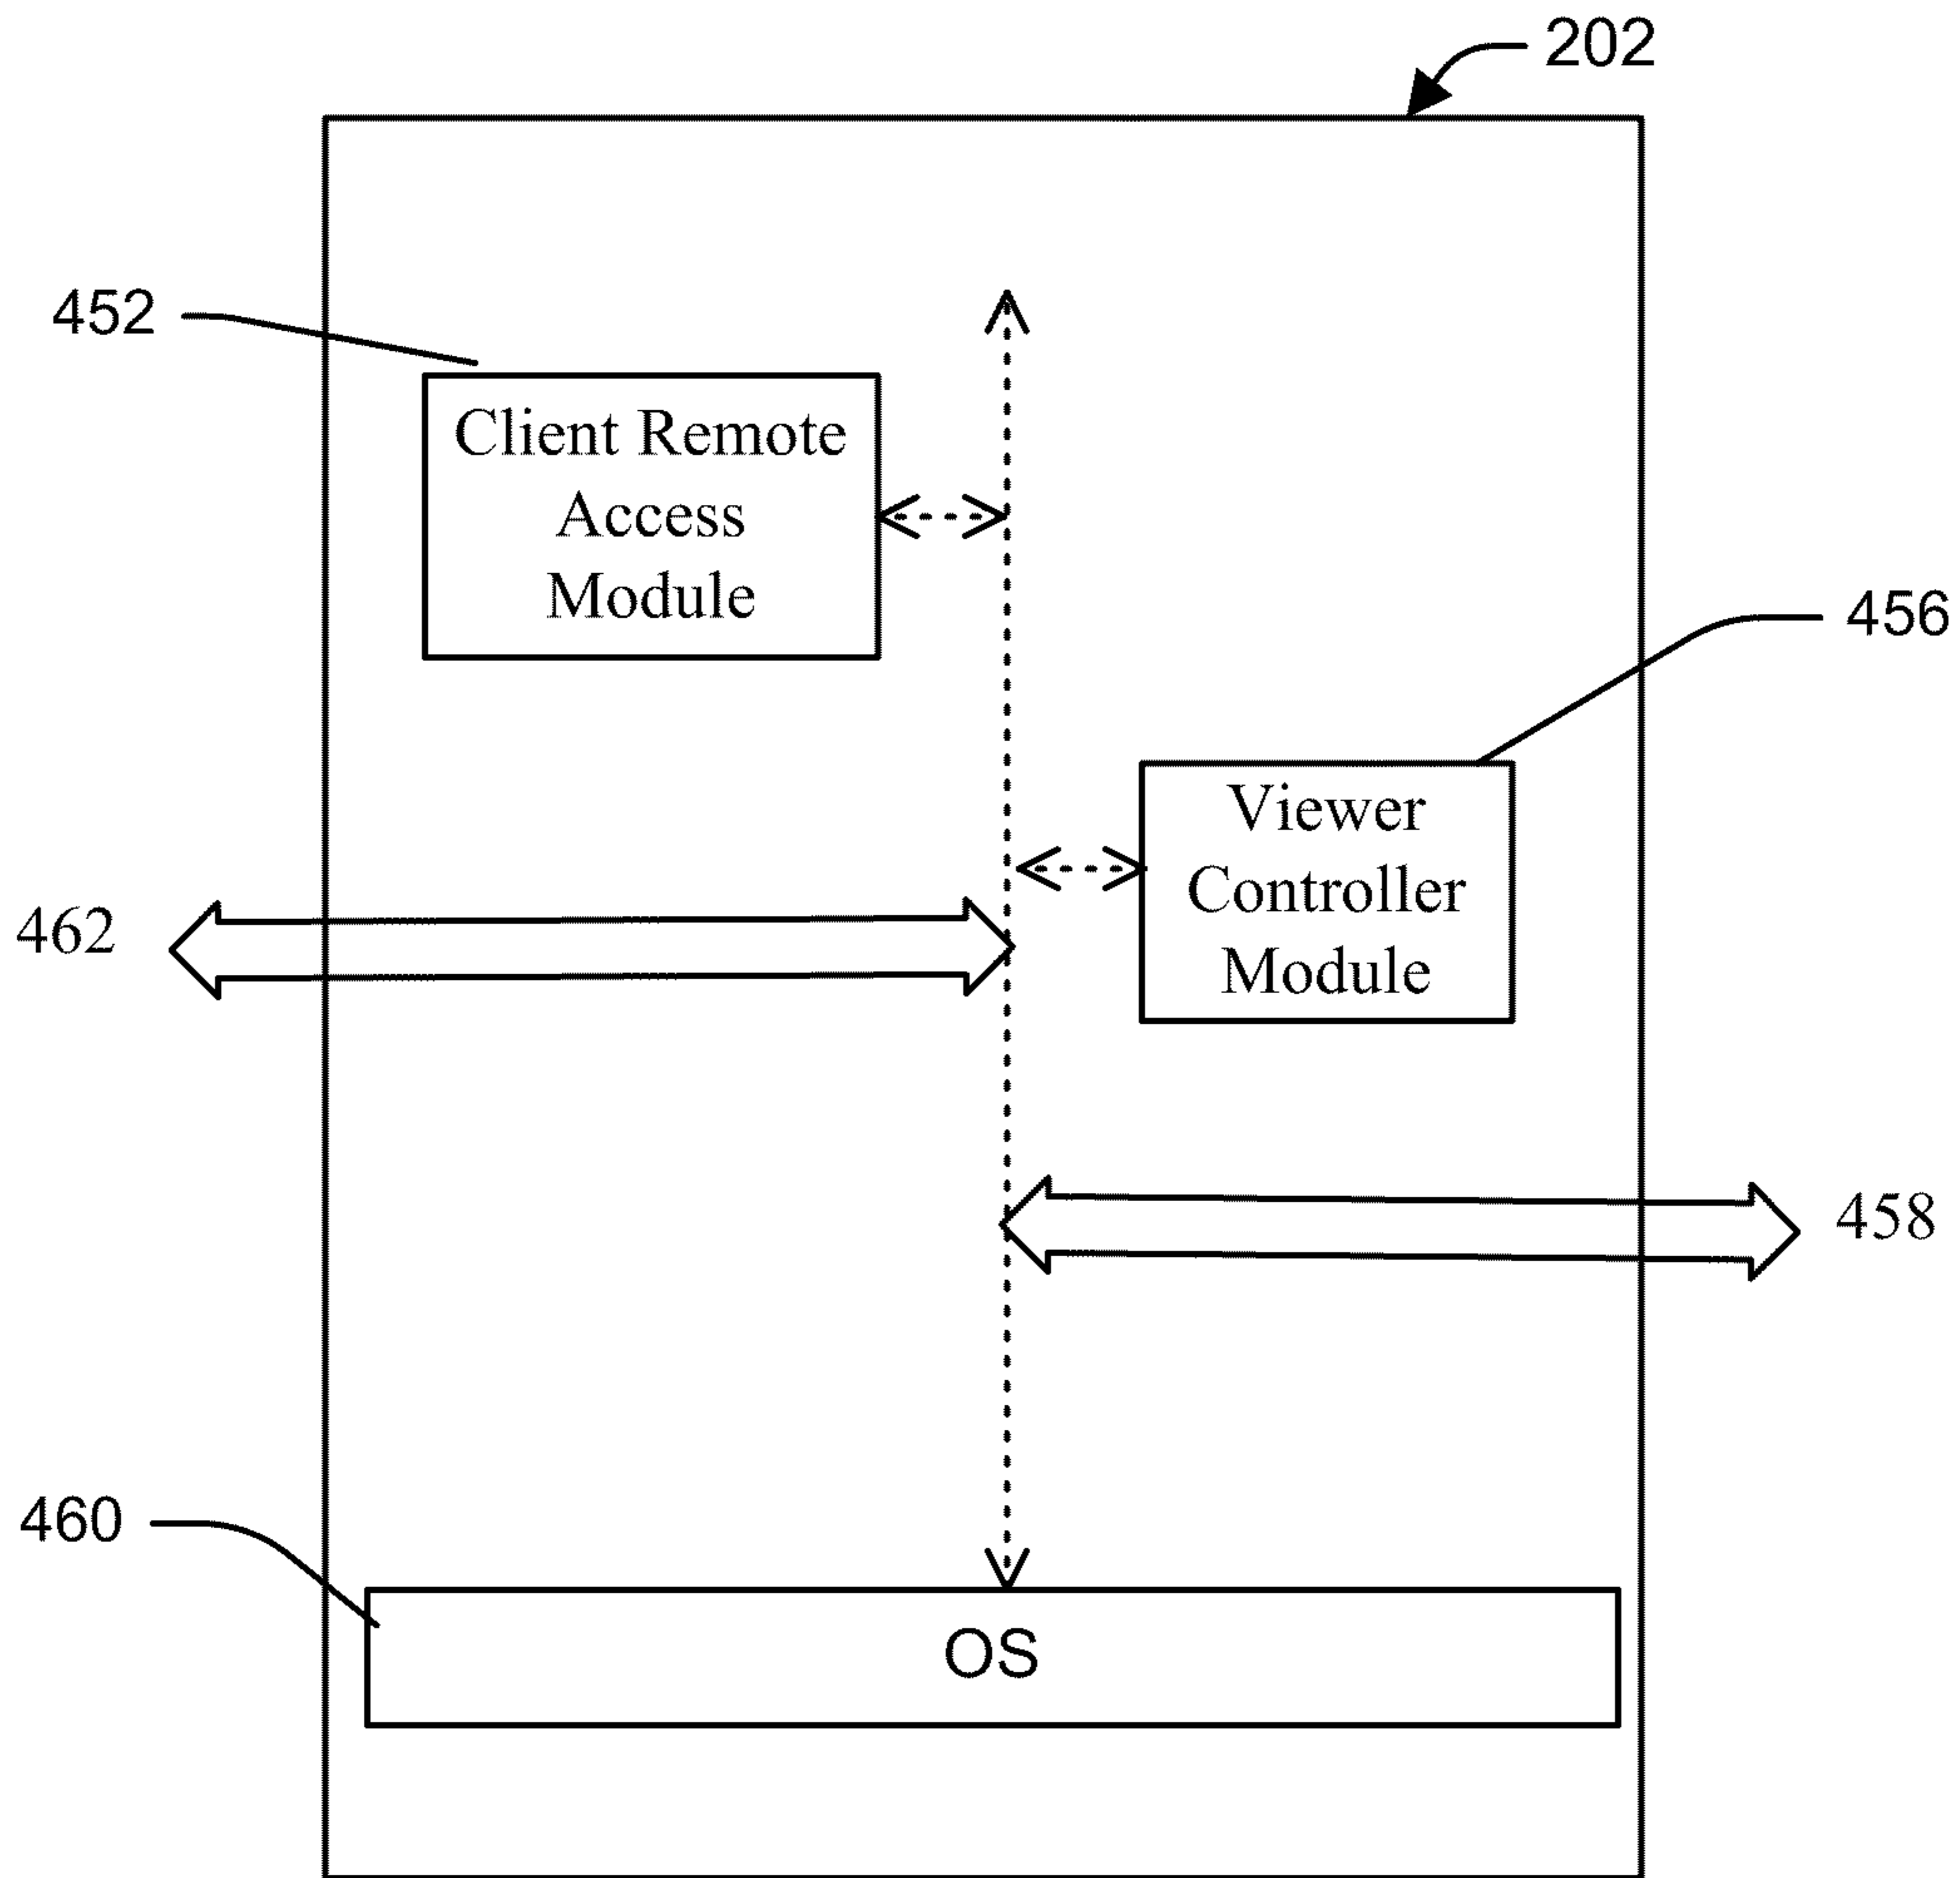 202
452
Client Remote
Access
Module
456
Viewer
Controller
Module
462
458
460
OS